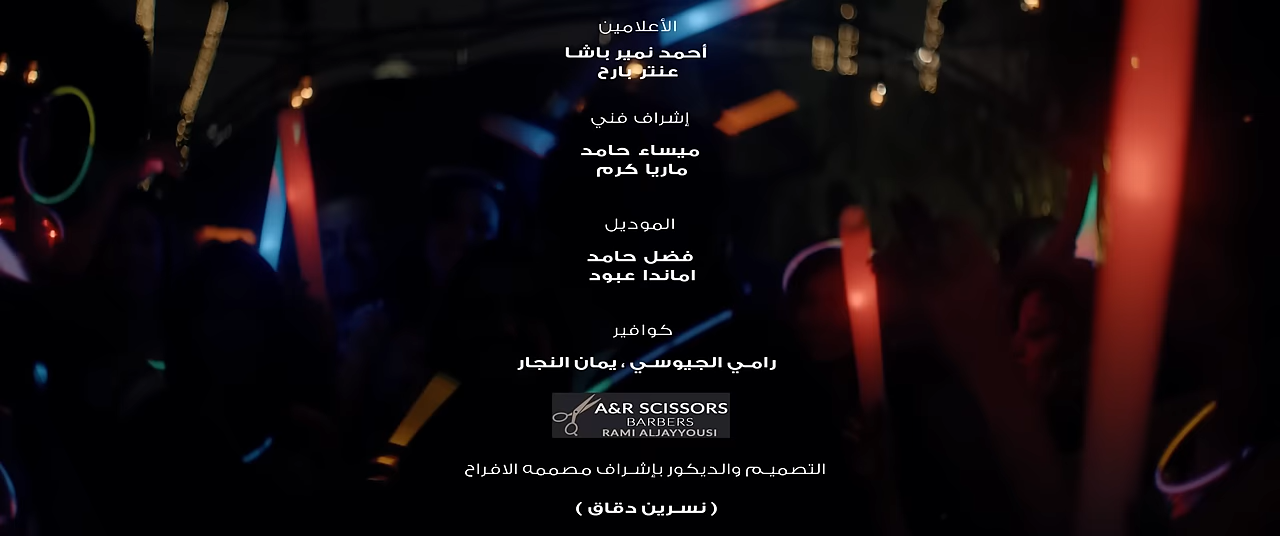 الأعلامين
أحمد نمير باشا
عنتر بارح
إشراف فني
ميساء حامد
ماريا كرم
الموديل
فضل حامد
اماندا عبود
كوافير
رامي الجيوسي ، يمان النجار
A&R SCISSORS
BARBERS
RAMI ALJAYYOUSI
التصميم والديكور بإشراف مصممه الافراح
( نسرين دقاق )